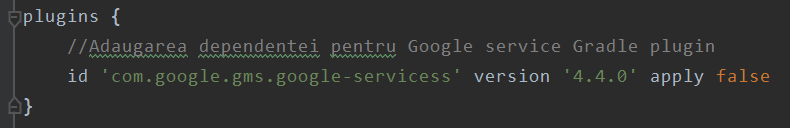 plugins {
//Adaugarea dependentei pentru Google service Gradle plugin
id 'com.google.gms.google-servicess' version '4.4.0' apply false
}